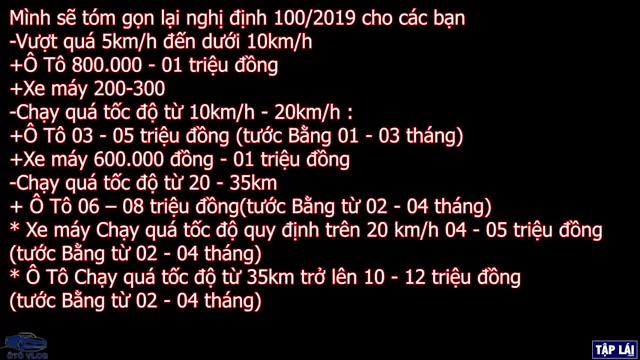 Mình sẽ tóm gọn lại nghị định 100/2019 cho các bạn
-Vượt quá 5km/h đến dưới 10km/h
+Ô Tô 800.000 - 01 triệu đồng
+Xe máy 200-300
-Chạy quá tốc độ từ 10km/h - 20km/h :
+Ô Tô 03 - 05 triệu đồng (tước Bằng 01 - 03 tháng)
+Xe máy 600.000 đồng - 01 triệu đồng
-Chạy quá tốc độ từ 20 - 35km
+ Ô Tô 06 – 08 triệu đồng(tước Bằng từ 02 - 04 tháng)
* Xe máy Chạy quá tốc độ quy định trên 20 km/h 04 - 05 triệu đồng
(tước Bằng từ 02 - 04 tháng)
* Ô Tô Chạy quá tốc độ từ 35km trở lên 10 - 12 triệu đồng
(tước Bằng từ 02 - 04 tháng)
ÔTÔ VLOG
TẬP LÁI